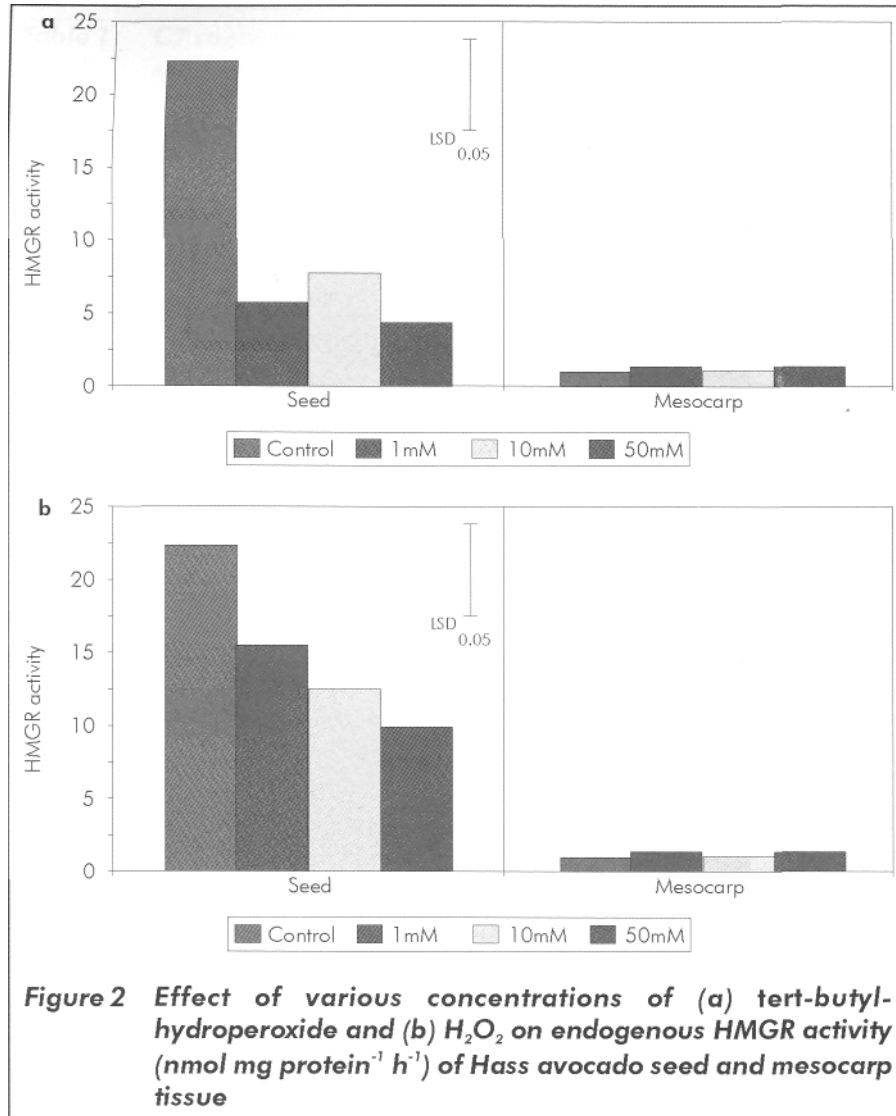 Table 1 C7
a
25
20
15
10
5
0
HMGR activity
LSD
0.05
Seed Mesocarp
Control 1mM 10mM 50mM
b
25
20
15
10
5
0
HMGR activity
LSD
0.05
Seed Mesocarp
Control 1mM 10mM 50mM
Figure 2 Effect of various concentrations of (a) tert-butyl-
hydroperoxide and (b) H₂O₂ on endogenous HMGR activity
(nmol mg protein⁻¹ h⁻¹) of Hass avocado seed and mesocarp
tissue